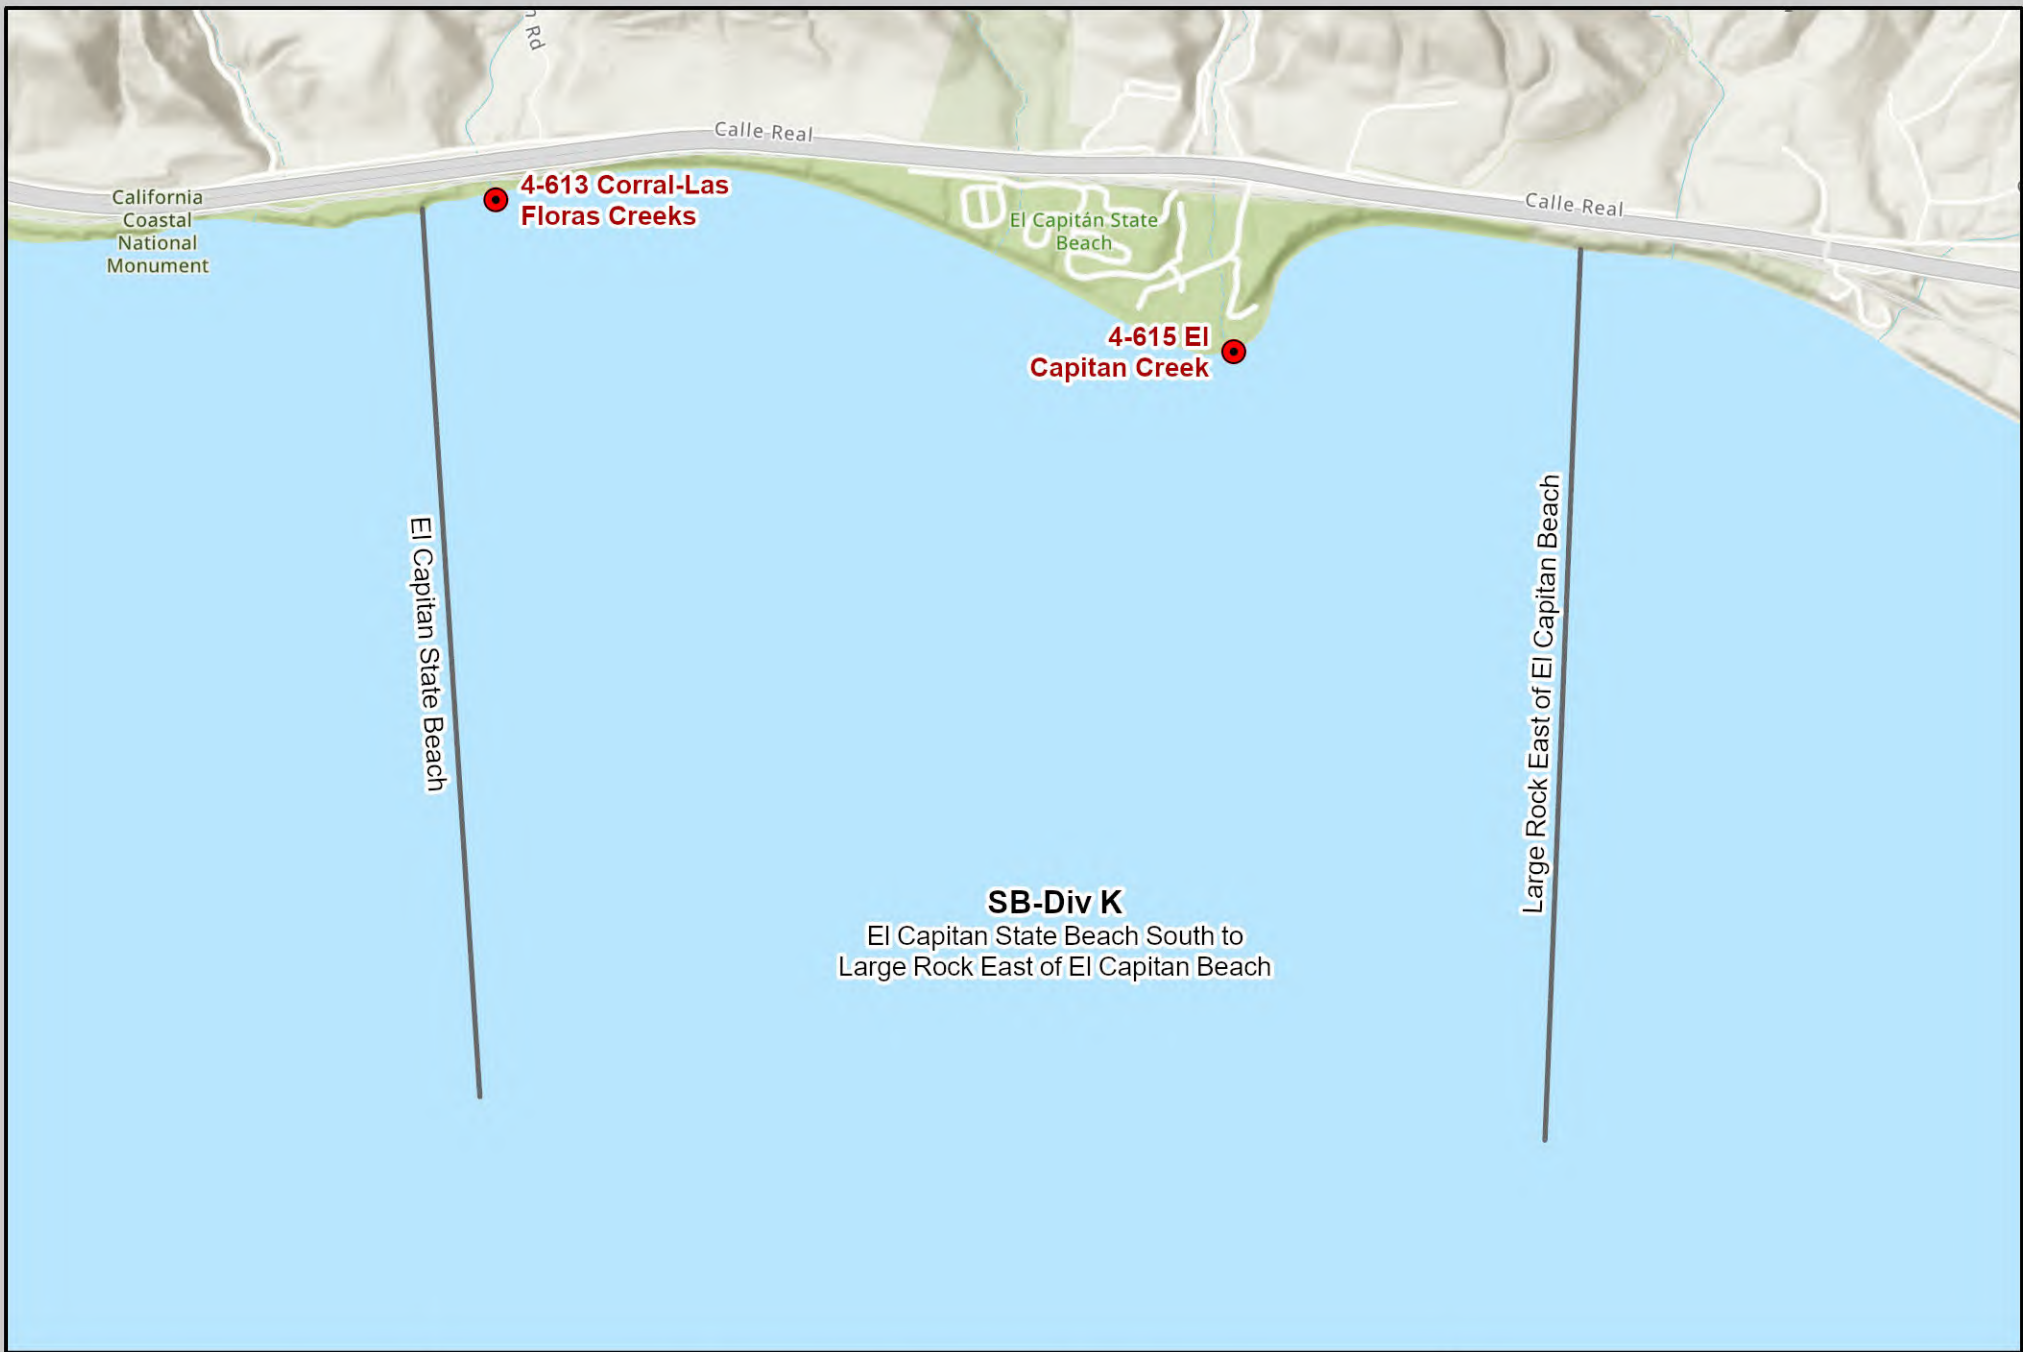 Rd
Calle Real
4-613 Corral-Las
Floras Creeks
California
Coastal
National
Monument
El Capitán State
Beach
Calle Real
4-615 El
Capitan Creek
El Capitan State Beach
Large Rock East of El Capitan Beach
SB-Div K
El Capitan State Beach South to
Large Rock East of El Capitan Beach